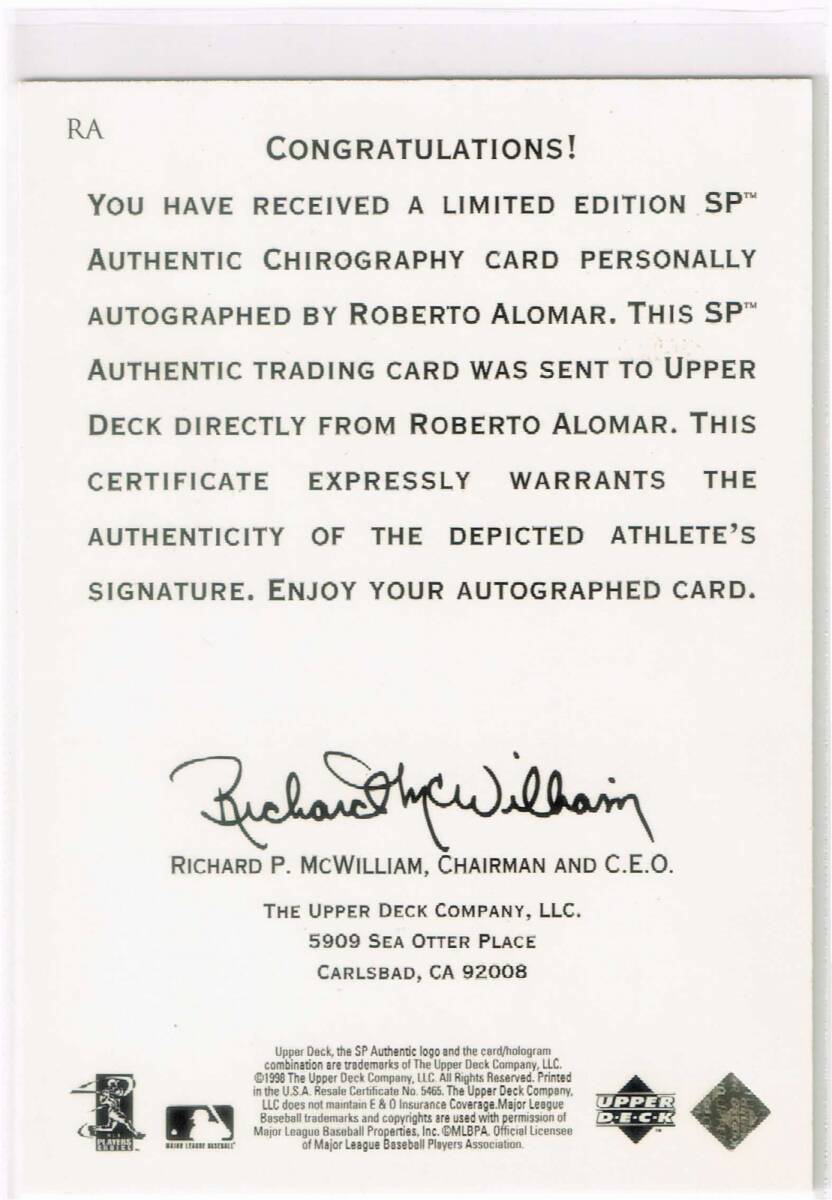 RA
CONGRATULATIONS!
YOU HAVE RECEIVED A LIMITED EDITION SP™
AUTHENTIC CHIROGRAPHY CARD PERSONALLY
AUTOGRAPHED BY ROBERTO ALOMAR. THIS SP™
AUTHENTIC TRADING CARD WAS SENT TO UPPER
DECK DIRECTLY FROM ROBERTO ALOMAR. THIS
CERTIFICATE EXPRESSLY WARRANTS THE
AUTHENTICITY OF THE DEPICTED ATHLETE'S
SIGNATURE. ENJOY YOUR AUTOGRAPHED CARD.
Richard McWilliam
RICHARD P. MCWILLIAM, CHAIRMAN AND C.E.O.
THE UPPER DECK COMPANY, LLC.
5909 SEA OTTER PLACE
CARLSBAD, CA 92008
Upper Deck, the SP Authentic logo and the card/hologram
combination are trademarks of The Upper Deck Company, LLC.
©1998 The Upper Deck Company, LLC. All Rights Reserved. Printed
in the U.S.A. Resale Certificate No. 5465. The Upper Deck Company,
LLC does not maintain E & O Insurance Coverage. Major League
Baseball trademarks and copyrights are used with permission of
Major League Baseball Properties, Inc. ©MLBPA. Official Licensee
of Major League Baseball Players Association.
PLAYERS
CHOICE
MAJOR LEAGUE BASEBALL
UPPER
D·E·C·K